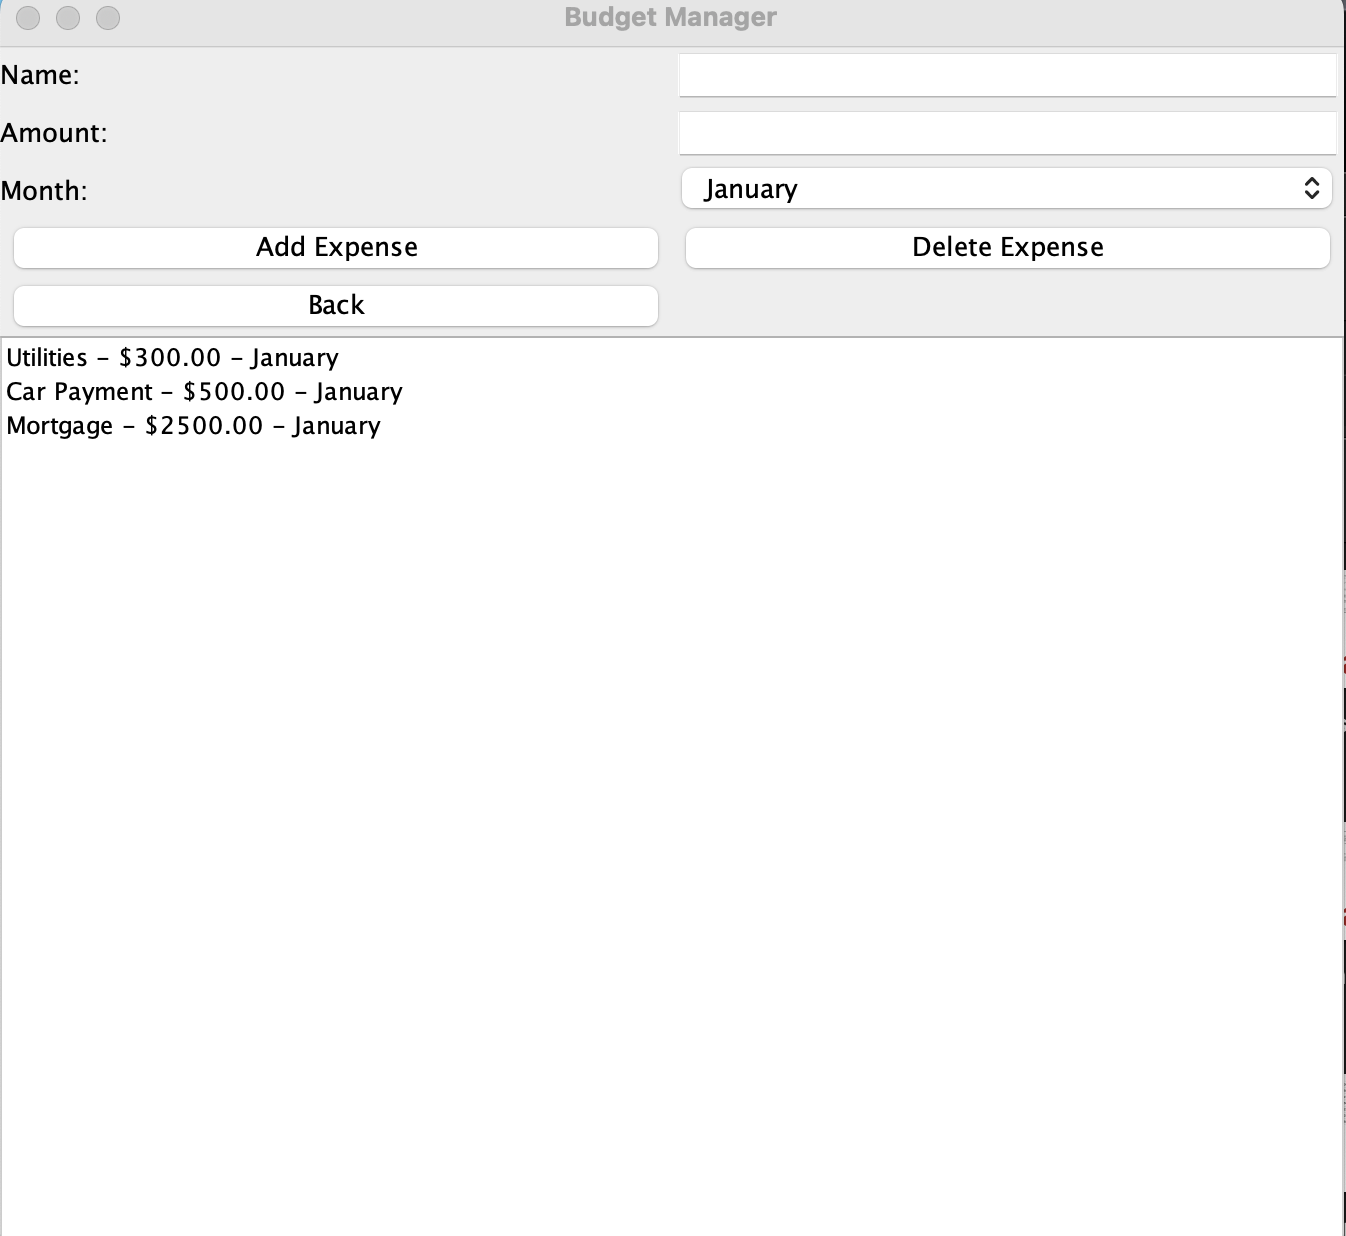 Budget Manager
Name:
Amount:
Month:
January
Add Expense
Delete Expense
Back
Utilities - $300.00 - January
Car Payment - $500.00 - January
Mortgage - $2500.00 - January